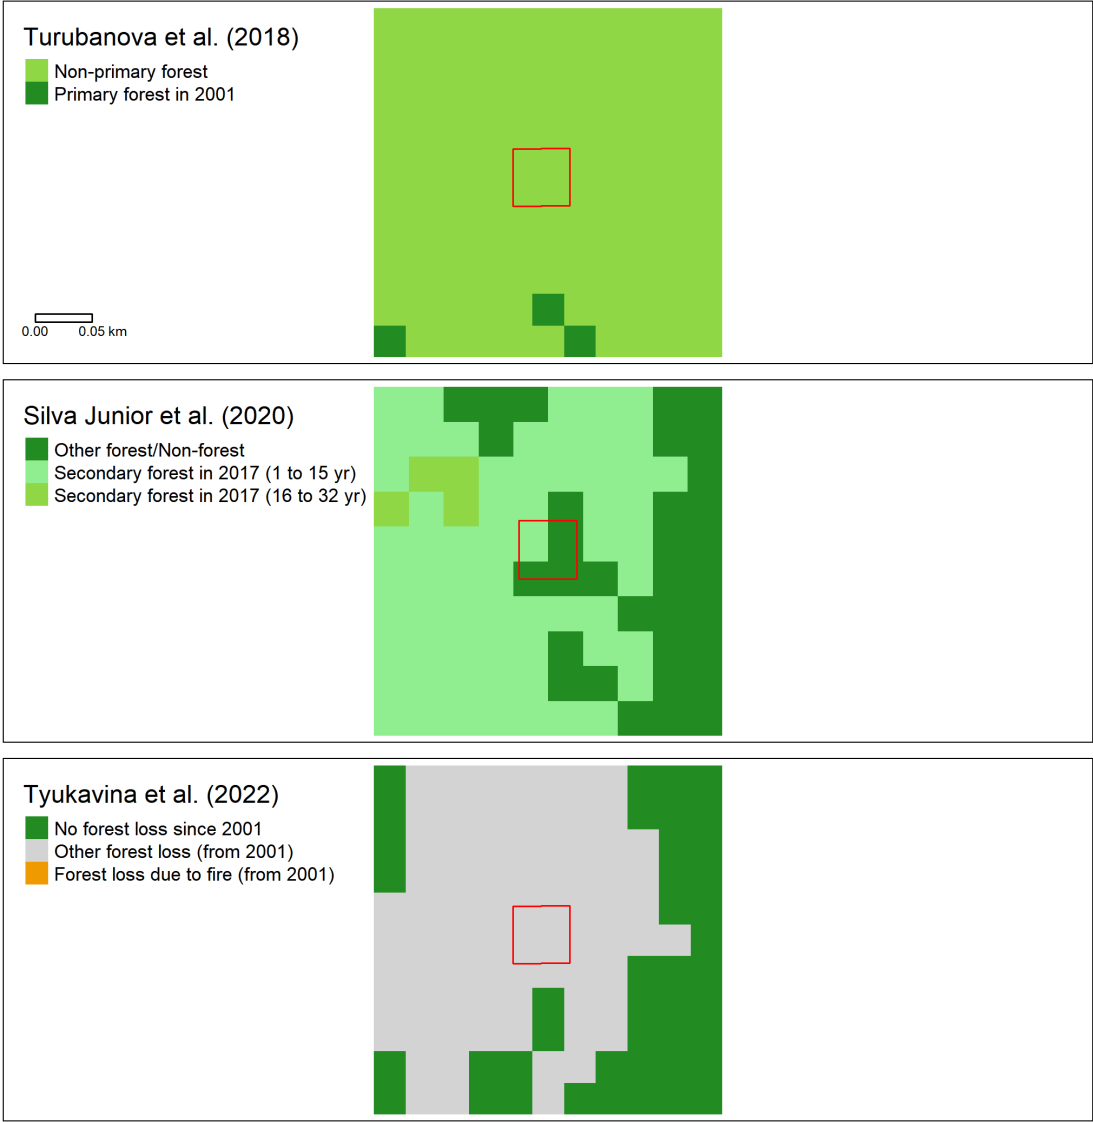 Turubanova et al. (2018)
Non-primary forest
Primary forest in 2001
0.00 0.05 km
Silva Junior et al. (2020)
Other forest/Non-forest
Secondary forest in 2017 (1 to 15 yr)
Secondary forest in 2017 (16 to 32 yr)
Tyukavina et al. (2022)
No forest loss since 2001
Other forest loss (from 2001)
Forest loss due to fire (from 2001)